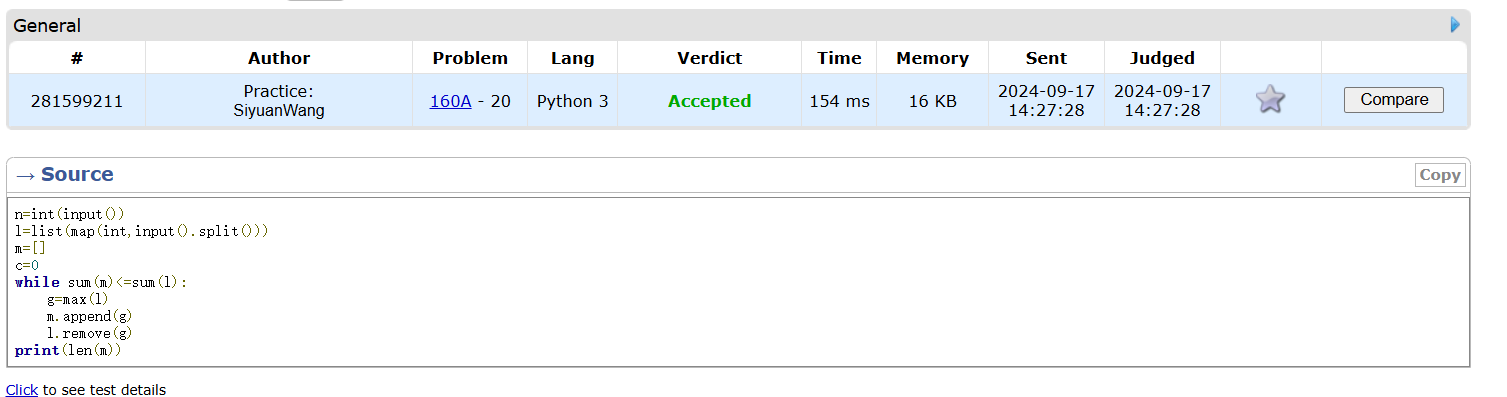 General
# Author Problem Lang Verdict Time Memory Sent Judged
281599211 Practice: SiyuanWang 160A - 20 Python 3 Accepted 154 ms 16 KB 2024-09-17 14:27:28 2024-09-17 14:27:28 Compare
→ Source Copy
n=int(input())
l=list(map(int,input().split()))
m=[]
c=0
while sum(m)<=sum(l):
    g=max(l)
    m.append(g)
    l.remove(g)
print(len(m))
Click to see test details